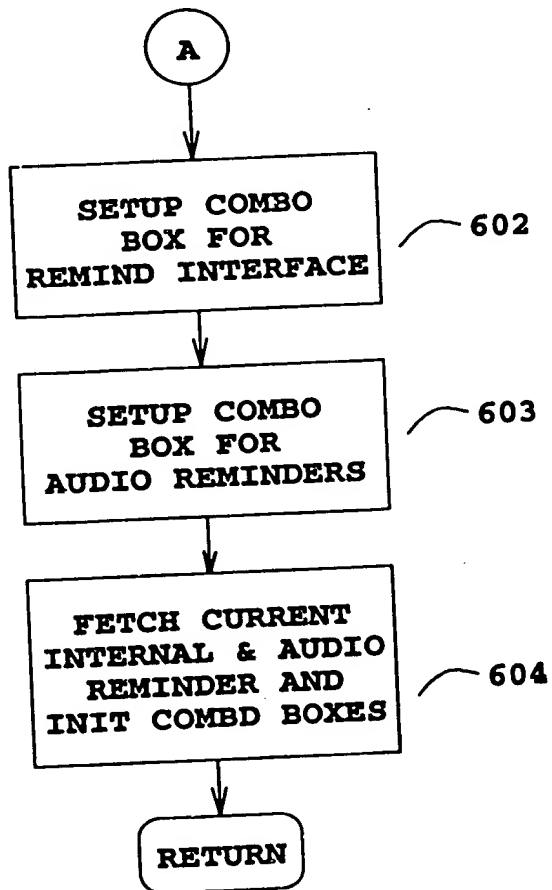 A
SETUP COMBO
BOX FOR
REMIND INTERFACE
602
SETUP COMBO
BOX FOR
AUDIO REMINDERS
603
FETCH CURRENT
INTERNAL & AUDIO
REMINDER AND
INIT COMBD BOXES
604
RETURN